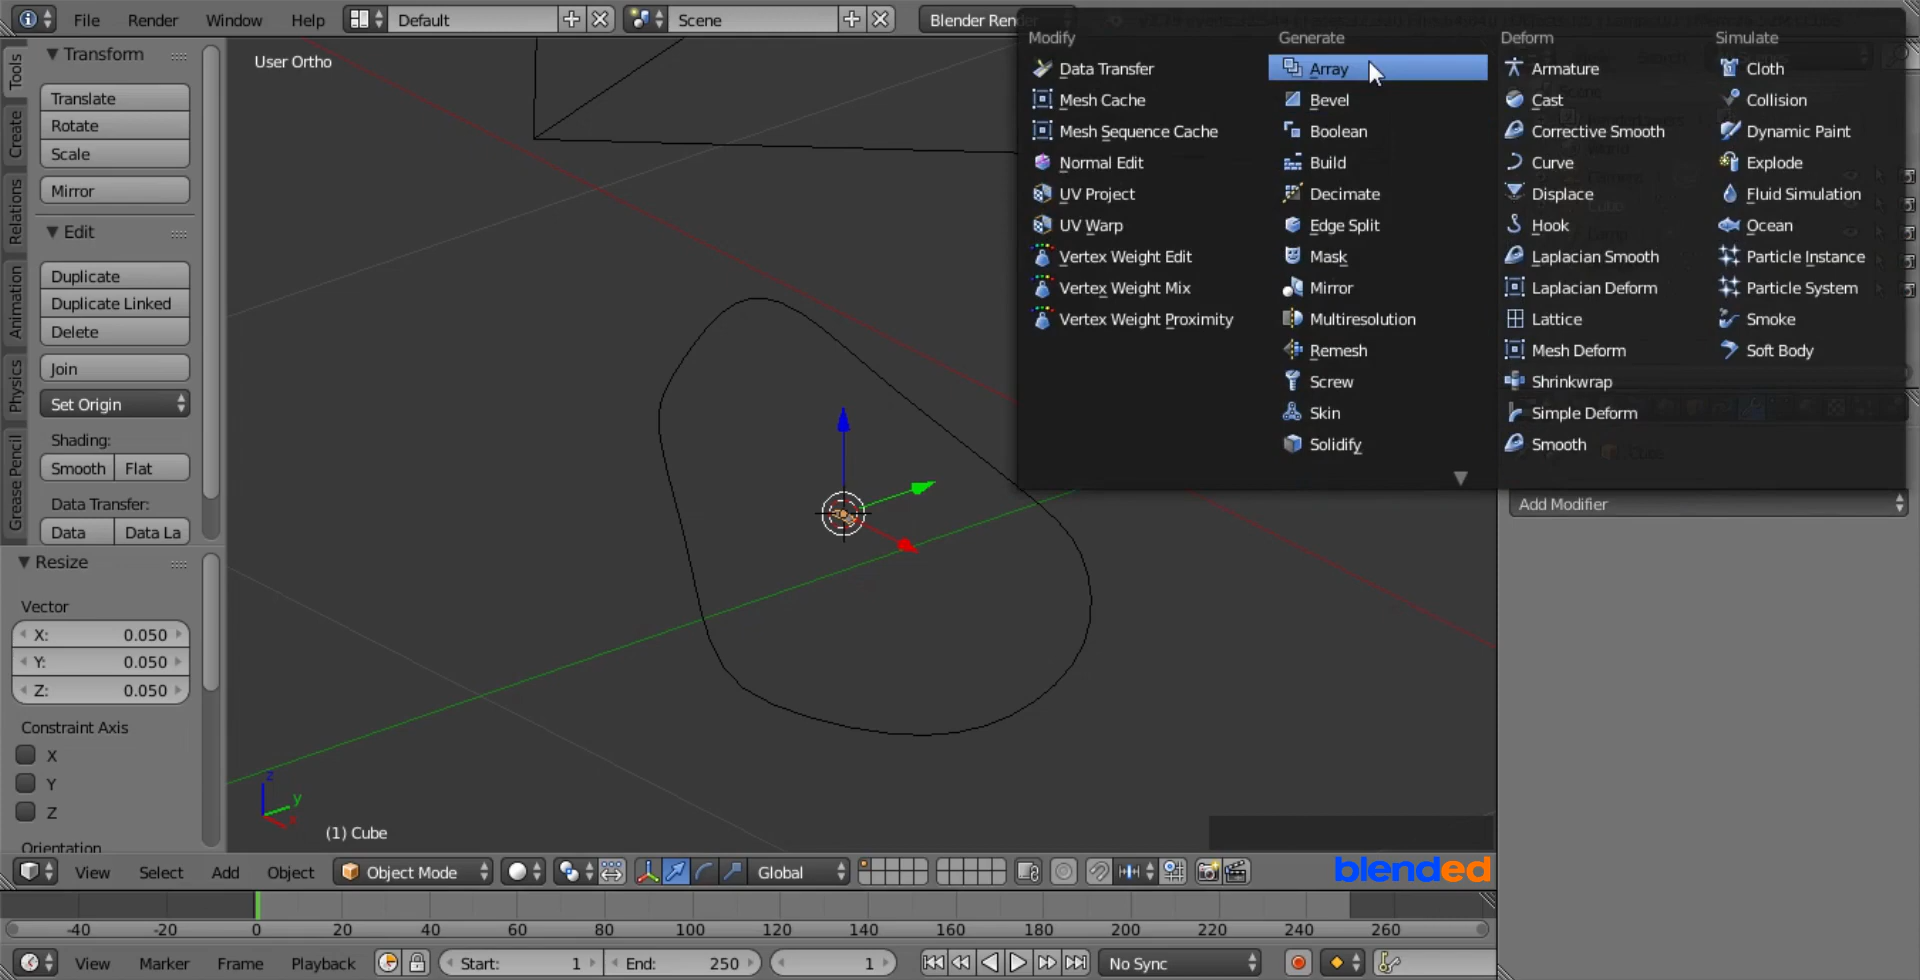 File Render Window Help Default Scene Blender Render
Modify Generate Deform Simulate
Data Transfer Array Armature Cloth
Mesh Cache Bevel Cast Collision
Mesh Sequence Cache Boolean Corrective Smooth Dynamic Paint
Normal Edit Build Curve Explode
UV Project Decimate Displace Fluid Simulation
UV Warp Edge Split Hook Ocean
Vertex Weight Edit Mask Laplacian Smooth Particle Instance
Vertex Weight Mix Mirror Laplacian Deform Particle System
Vertex Weight Proximity Multiresolution Lattice Smoke
Remesh Mesh Deform Soft Body
Screw Shrinkwrap
Skin Simple Deform
Solidify Smooth
Add Modifier
Tools
Create
Relations
Animation
Physics
Grease Pencil
Transform
Translate
Rotate
Scale
Mirror
Edit
Duplicate
Duplicate Linked
Delete
Join
Set Origin
Shading:
Smooth Flat
Data Transfer:
Data Data La
Resize
Vector
X: 0.050
Y: 0.050
Z: 0.050
Constraint Axis
X
Y
Z
Orientation
User Ortho
z
y
x
(1) Cube
View Select Add Object Object Mode Global
blended
-40 -20 0 20 40 60 80 100 120 140 160 180 200 220 240 260
View Marker Frame Playback Start: 1 End: 250 1 No Sync